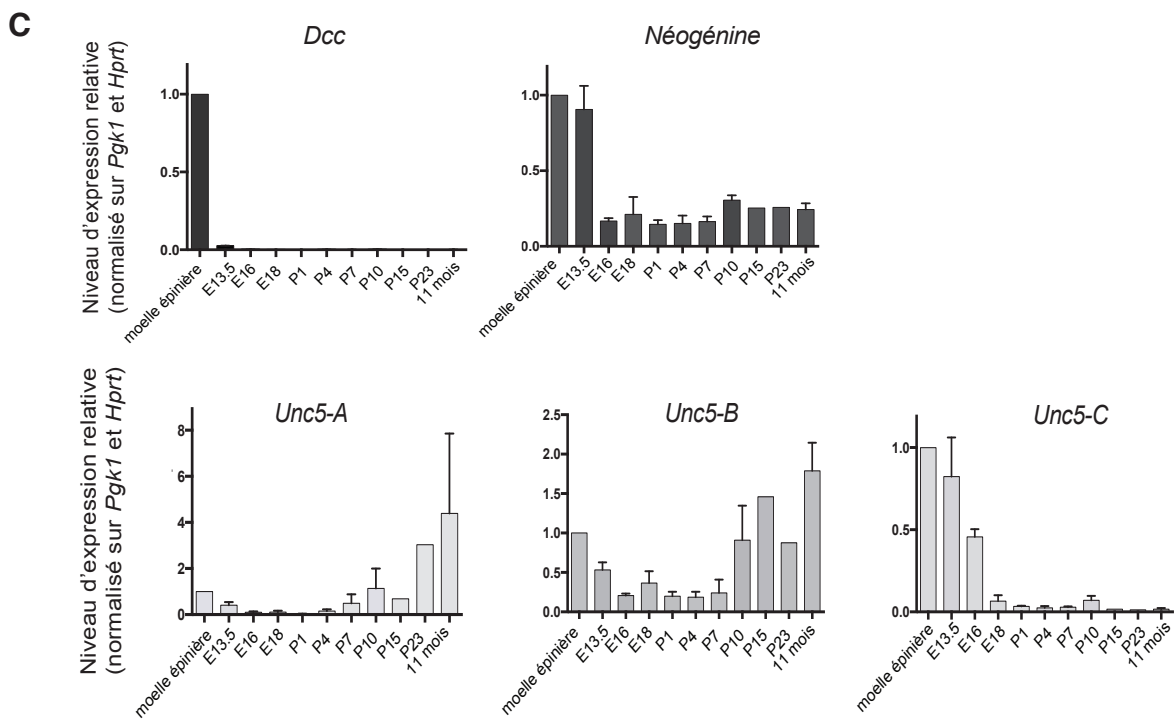 C
Dcc
Néogénine
Niveau d'expression relative
(normalisé sur Pgk1 et Hprt)
1.0
0.5
0.0
moelle épinière
E13.5
E16
E18
P1
P4
P7
P10
P15
P23
11 mois
1.0
0.5
0.0
moelle épinière
E13.5
E16
E18
P1
P4
P7
P10
P15
P23
11 mois
Unc5-A
Unc5-B
Unc5-C
Niveau d'expression relative
(normalisé sur Pgk1 et Hprt)
8
6
4
2
0
moelle épinière
E13.5
E16
E18
P1
P4
P7
P10
P15
P23
11 mois
2.5
2.0
1.5
1.0
0.5
0.0
moelle épinière
E13.5
E16
E18
P1
P4
P7
P10
P15
P23
11 mois
1.0
0.5
0.0
moelle épinière
E13.5
E16
E18
P1
P4
P7
P10
P15
P23
11 mois